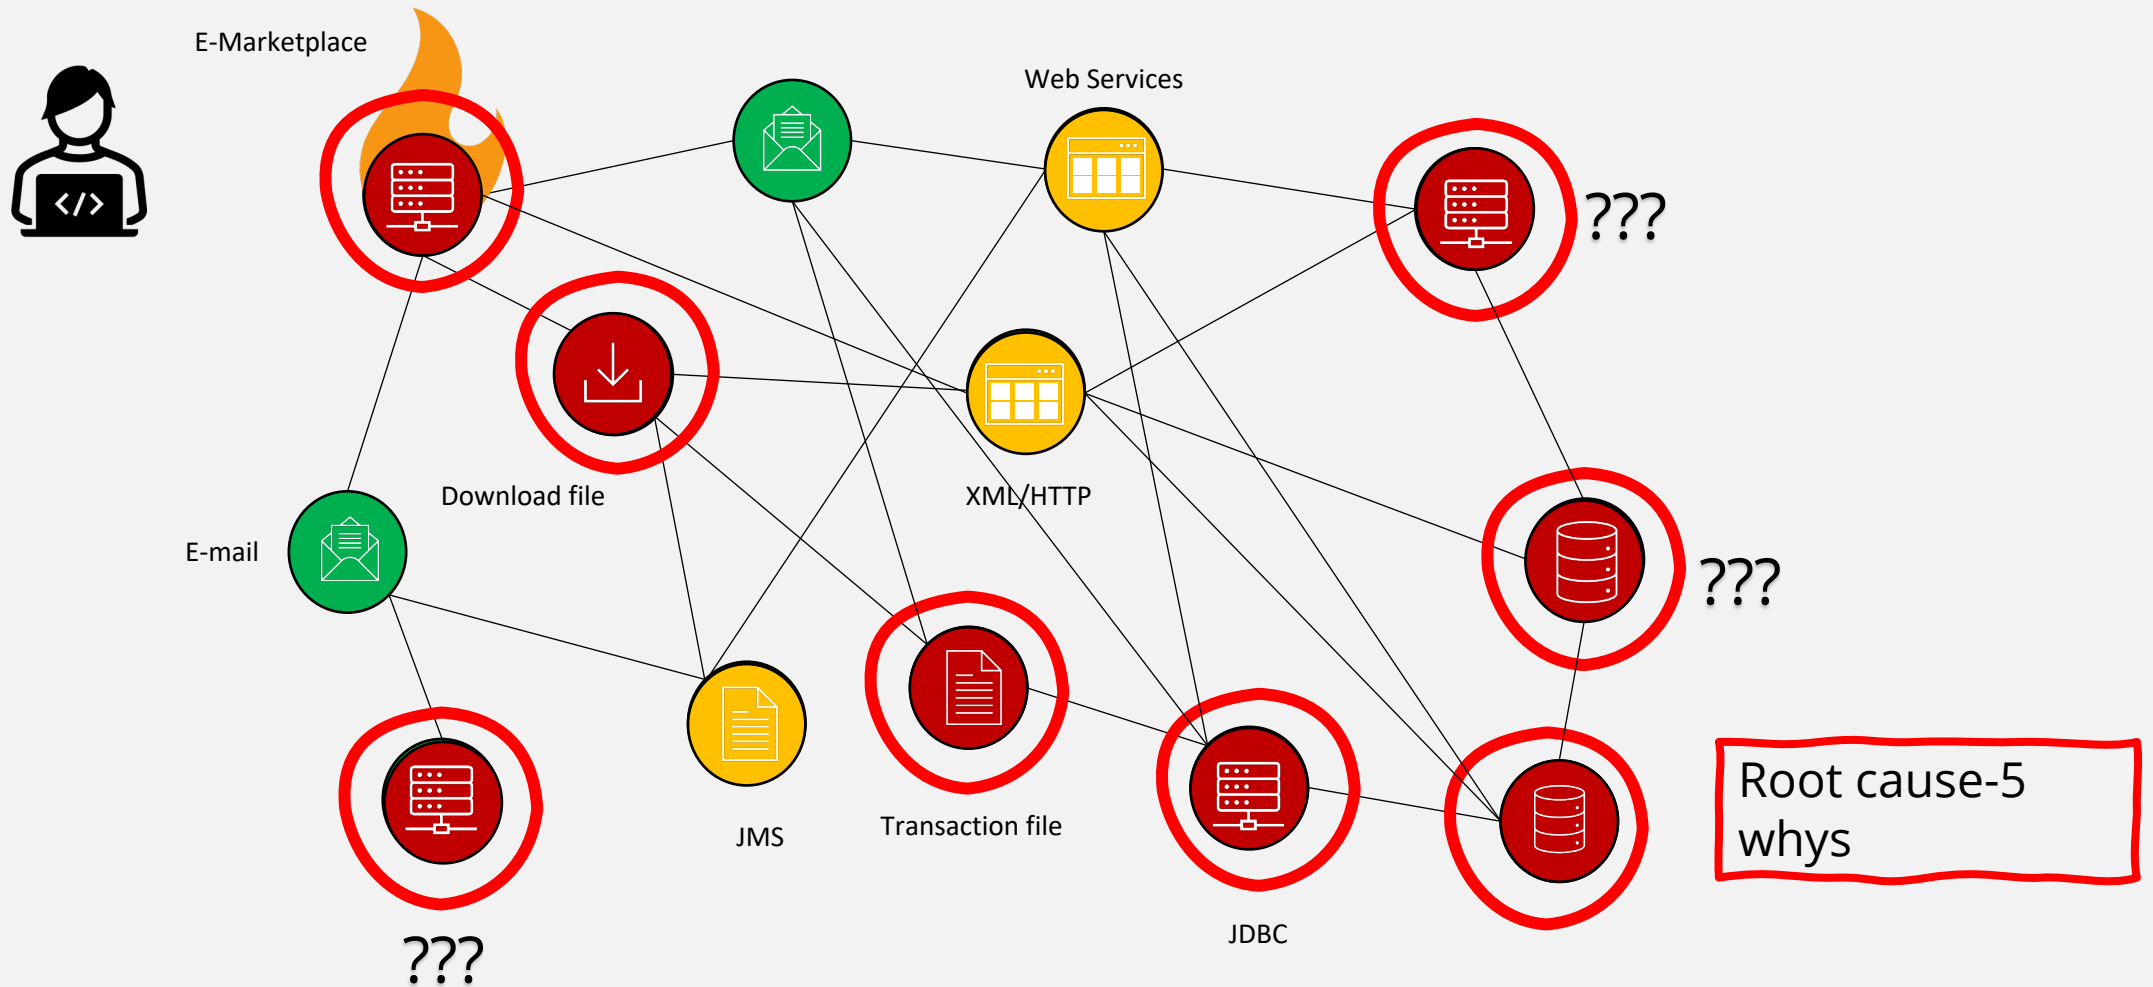 E-Marketplace
Web Services
</>
???
Download file
XML/HTTP
E-mail
???
Root cause-5
whys
JMS
Transaction file
JDBC
???